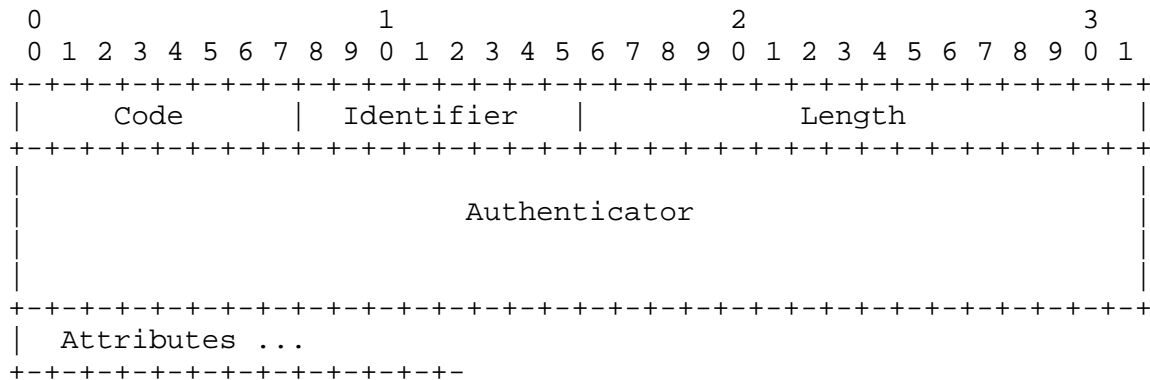 0                   1                   2                   3
 0 1 2 3 4 5 6 7 8 9 0 1 2 3 4 5 6 7 8 9 0 1 2 3 4 5 6 7 8 9 0 1
+-+-+-+-+-+-+-+-+-+-+-+-+-+-+-+-+-+-+-+-+-+-+-+-+-+-+-+-+-+-+-+-+
|     Code      |  Identifier   |            Length             |
+-+-+-+-+-+-+-+-+-+-+-+-+-+-+-+-+-+-+-+-+-+-+-+-+-+-+-+-+-+-+-+-+
|                                                               |
|                         Authenticator                         |
|                                                               |
|                                                               |
+-+-+-+-+-+-+-+-+-+-+-+-+-+-+-+-+-+-+-+-+-+-+-+-+-+-+-+-+-+-+-+-+
|  Attributes ...
+-+-+-+-+-+-+-+-+-+-+-+-+-